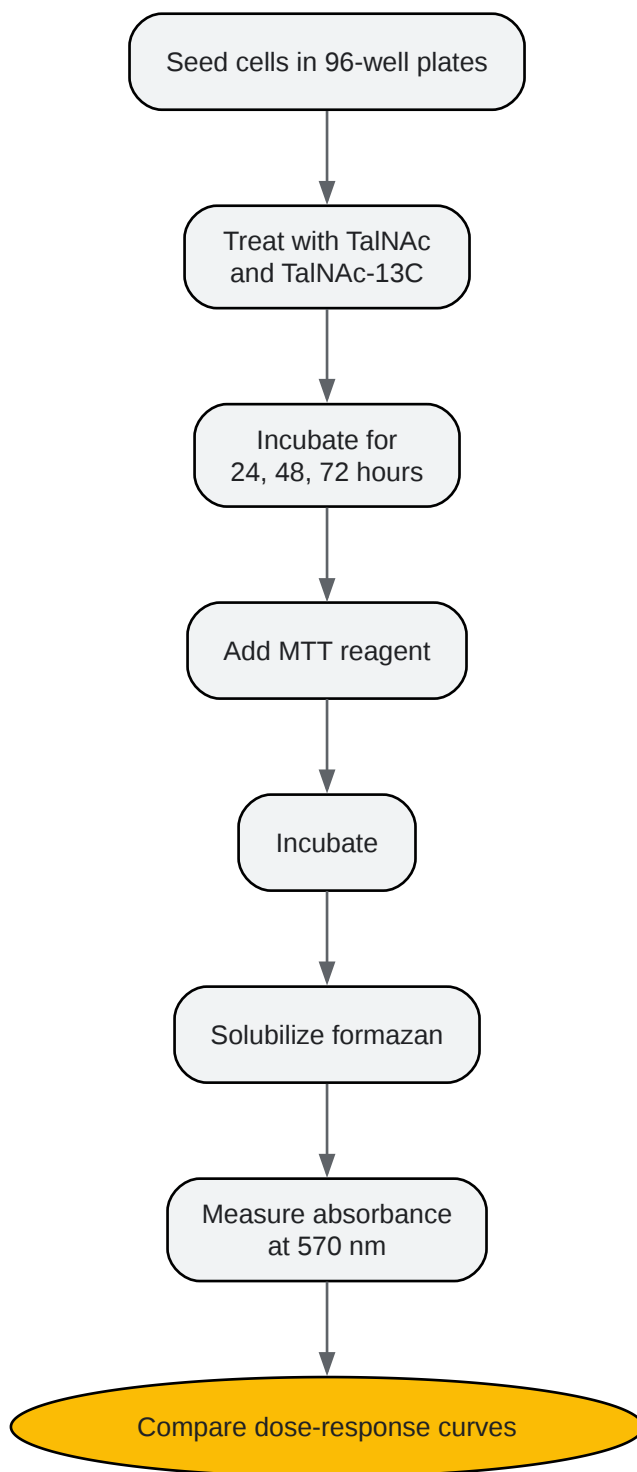 Seed cells in 96-well plates
Treat with TalNAc
and TalNAc-13C
Incubate for
24, 48, 72 hours
Add MTT reagent
Incubate
Solubilize formazan
Measure absorbance
at 570 nm
Compare dose-response curves